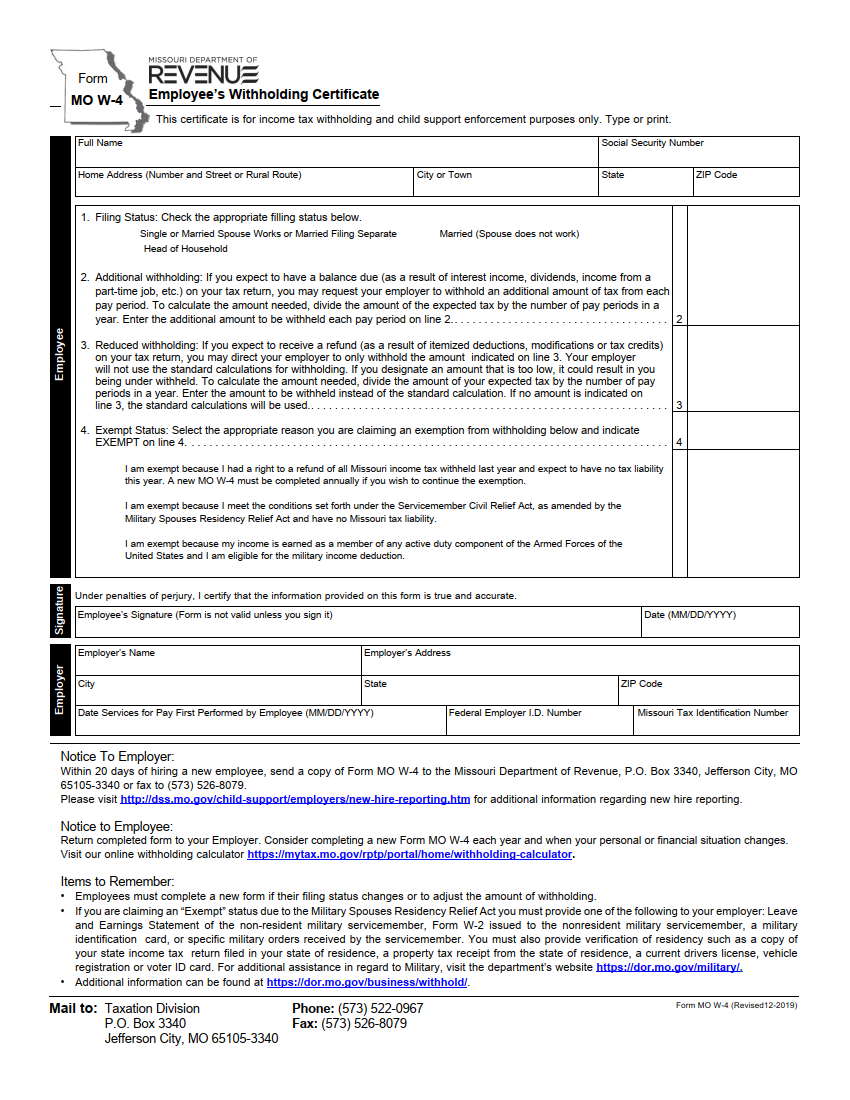 Form
MO W-4
MISSOURI DEPARTMENT OF
REVENUE
Employee's Withholding Certificate
This certificate is for income tax withholding and child support enforcement purposes only. Type or print.
Employee
Full Name
Social Security Number
Home Address (Number and Street or Rural Route)
City or Town
State
ZIP Code
1. Filing Status: Check the appropriate filling status below.
Single or Married Spouse Works or Married Filing Separate
Married (Spouse does not work)
Head of Household
2. Additional withholding: If you expect to have a balance due (as a result of interest income, dividends, income from a
part-time job, etc.) on your tax return, you may request your employer to withhold an additional amount of tax from each
pay period. To calculate the amount needed, divide the amount of the expected tax by the number of pay periods in a
year. Enter the additional amount to be withheld each pay period on line 2. . . . . . . . . . . . . . . . . . . . . . . . . . . . . . . . . 2
3. Reduced withholding: If you expect to receive a refund (as a result of itemized deductions, modifications or tax credits)
on your tax return, you may direct your employer to only withhold the amount indicated on line 3. Your employer
will not use the standard calculations for withholding. If you designate an amount that is too low, it could result in you
being under withheld. To calculate the amount needed, divide the amount of your expected tax by the number of pay
periods in a year. Enter the amount to be withheld instead of the standard calculation. If no amount is indicated on
line 3, the standard calculations will be used. . . . . . . . . . . . . . . . . . . . . . . . . . . . . . . . . . . . . . . . . . . . . . . . . . . . . . . 3
4. Exempt Status: Select the appropriate reason you are claiming an exemption from withholding below and indicate
EXEMPT on line 4. . . . . . . . . . . . . . . . . . . . . . . . . . . . . . . . . . . . . . . . . . . . . . . . . . . . . . . . . . . . . . . . . . . . . . . . . . . 4
I am exempt because I had a right to a refund of all Missouri income tax withheld last year and expect to have no tax liability
this year. A new MO W-4 must be completed annually if you wish to continue the exemption.
I am exempt because I meet the conditions set forth under the Servicemember Civil Relief Act, as amended by the
Military Spouses Residency Relief Act and have no Missouri tax liability.
I am exempt because my income is earned as a member of any active duty component of the Armed Forces of the
United States and I am eligible for the military income deduction.
Signature
Under penalties of perjury, I certify that the information provided on this form is true and accurate.
Employee's Signature (Form is not valid unless you sign it)
Date (MM/DD/YYYY)
Employer
Employer's Name
Employer's Address
City
State
ZIP Code
Date Services for Pay First Performed by Employee (MM/DD/YYYY)
Federal Employer I.D. Number
Missouri Tax Identification Number
Notice To Employer:
Within 20 days of hiring a new employee, send a copy of Form MO W-4 to the Missouri Department of Revenue, P.O. Box 3340, Jefferson City, MO
65105-3340 or fax to (573) 526-8079.
Please visit http://dss.mo.gov/child-support/employers/new-hire-reporting.htm for additional information regarding new hire reporting.
Notice to Employee:
Return completed form to your Employer. Consider completing a new Form MO W-4 each year and when your personal or financial situation changes.
Visit our online withholding calculator https://mytax.mo.gov/rptp/portal/home/withholding-calculator.
Items to Remember:
• Employees must complete a new form if their filing status changes or to adjust the amount of withholding.
• If you are claiming an "Exempt" status due to the Military Spouses Residency Relief Act you must provide one of the following to your employer: Leave
and Earnings Statement of the non-resident military servicemember, Form W-2 issued to the nonresident military servicemember, a military
identification card, or specific military orders received by the servicemember. You must also provide verification of residency such as a copy of
your state income tax return filed in your state of residence, a property tax receipt from the state of residence, a current drivers license, vehicle
registration or voter ID card. For additional assistance in regard to Military, visit the department's website https://dor.mo.gov/military/.
• Additional information can be found at https://dor.mo.gov/business/withhold/.
Mail to: Taxation Division
P.O. Box 3340
Jefferson City, MO 65105-3340
Phone: (573) 522-0967
Fax: (573) 526-8079
Form MO W-4 (Revised12-2019)